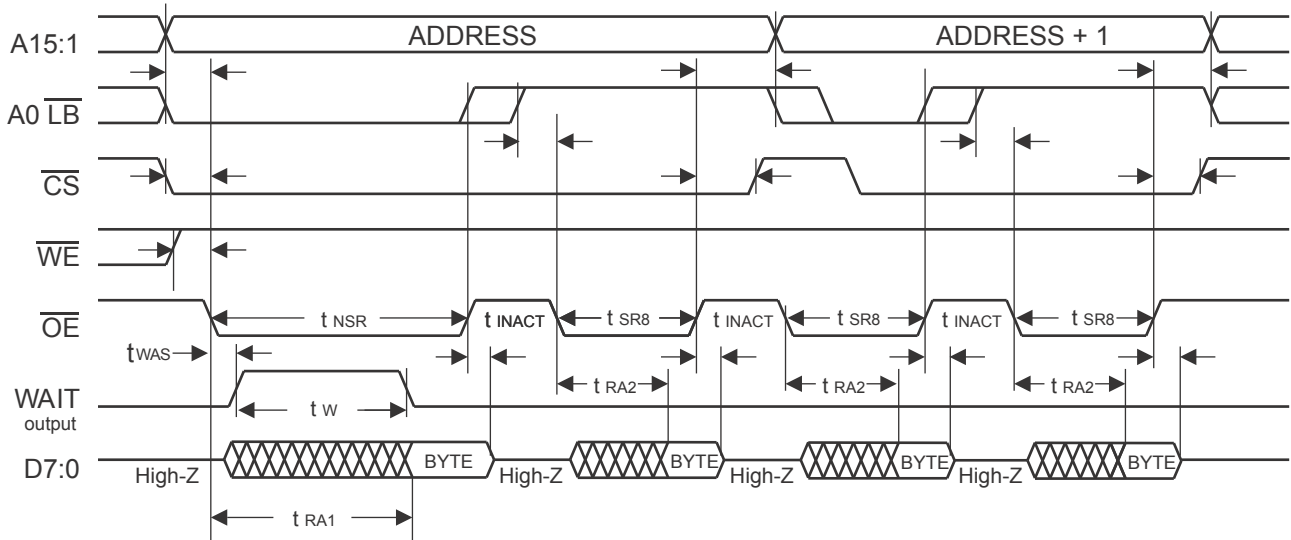 A15:1 ADDRESS ADDRESS + 1
A0 LB
CS
WE
OE t NSR t INACT t SR8 t INACT t SR8 t INACT t SR8
tWAS
t RA2 t RA2 t RA2
WAIT t W
output
D7:0 BYTE BYTE BYTE BYTE
High-Z High-Z High-Z High-Z
t RA1